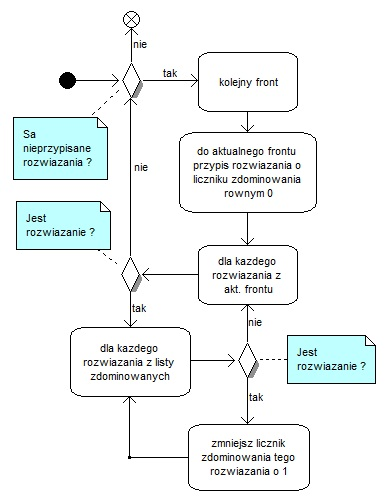 nie
tak
kolejny front
Sa
nieprzypisane
rozwiazania ?
do aktualnego frontu
przypis rozwiazania o
liczniku zdominowania
rownym 0
nie
Jest
rozwiazanie ?
dla kazdego
rozwiazania z
akt. frontu
tak
nie
dla kazdego
rozwiazania z listy
zdominowanych
Jest
rozwiazanie ?
tak
zmniejsz licznik
zdominowania tego
rozwiazania o 1